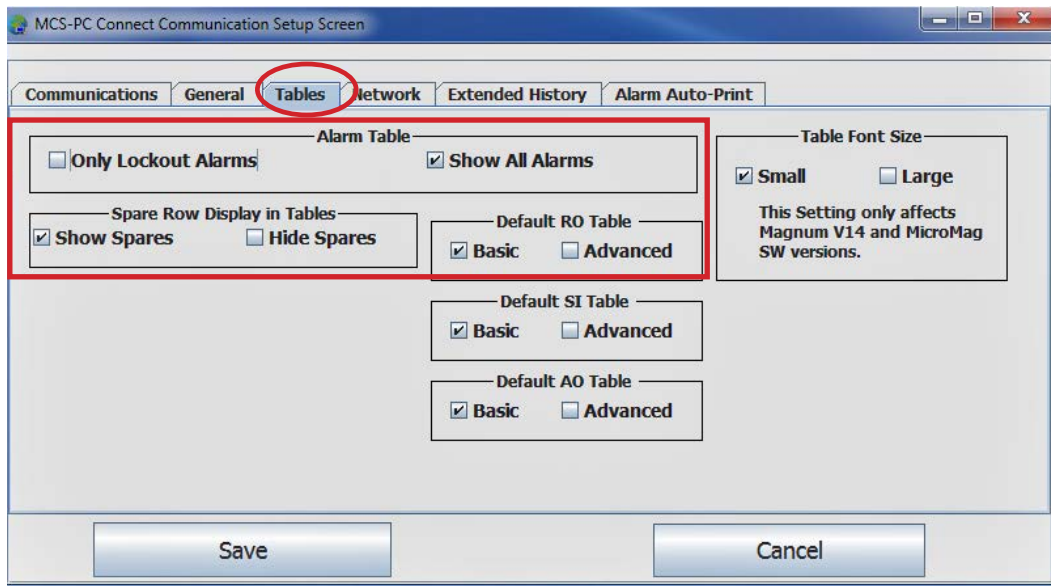 MCS-PC Connect Communication Setup Screen
Communications General Tables Network Extended History Alarm Auto-Print
Alarm Table
Only Lockout Alarms Show All Alarms
Spare Row Display in Tables
Show Spares Hide Spares
Default RO Table
Basic Advanced
Default SI Table
Basic Advanced
Default AO Table
Basic Advanced
Table Font Size
Small Large
This Setting only affects
Magnum V14 and MicroMag
SW versions.
Save Cancel